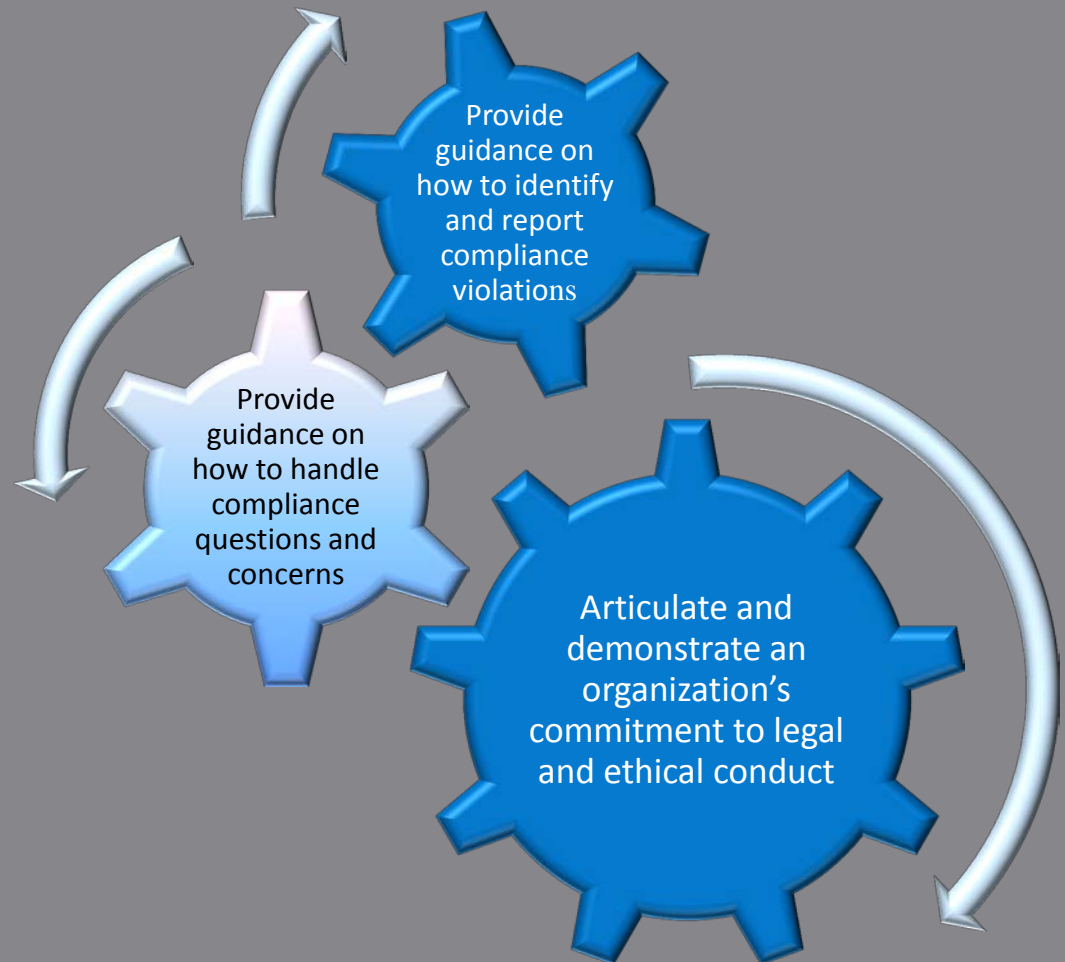 Provide
guidance on
how to identify
and report
compliance
violations
Provide
guidance on
how to handle
compliance
questions and
concerns
Articulate and
demonstrate an
organization’s
commitment to legal
and ethical conduct